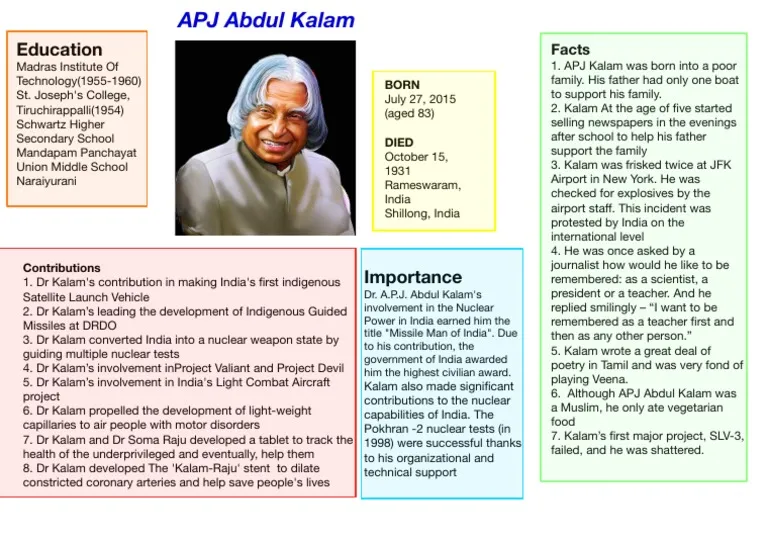 APJ Abdul Kalam
Education
Madras Institute Of
Technology(1955-1960)
St. Joseph's College,
Tiruchirappalli(1954)
Schwartz Higher
Secondary School
Mandapam Panchayat
Union Middle School
Naraiyurani
BORN
July 27, 2015
(aged 83)
DIED
October 15,
1931
Rameswaram,
India
Shillong, India
Facts
1. APJ Kalam was born into a poor
family. His father had only one boat
to support his family.
2. Kalam At the age of five started
selling newspapers in the evenings
after school to help his father
support the family
3. Kalam was frisked twice at JFK
Airport in New York. He was
checked for explosives by the
airport staff. This incident was
protested by India on the
international level
4. He was once asked by a
journalist how would he like to be
remembered: as a scientist, a
president or a teacher. And he
replied smilingly – “I want to be
remembered as a teacher first and
then as any other person.”
5. Kalam wrote a great deal of
poetry in Tamil and was very fond of
playing Veena.
6.  Although APJ Abdul Kalam was
a Muslim, he only ate vegetarian
food
7. Kalam’s first major project, SLV-3,
failed, and he was shattered.
Contributions
1. Dr Kalam's contribution in making India's first indigenous
Satellite Launch Vehicle
2. Dr Kalam’s leading the development of Indigenous Guided
Missiles at DRDO
3. Dr Kalam converted India into a nuclear weapon state by
guiding multiple nuclear tests
4. Dr Kalam’s involvement inProject Valiant and Project Devil
5. Dr Kalam's involvement in India's Light Combat Aircraft
project
6. Dr Kalam propelled the development of light-weight
capillaries to air people with motor disorders
7. Dr Kalam and Dr Soma Raju developed a tablet to track the
health of the underprivileged and eventually, help them
8. Dr Kalam developed The 'Kalam-Raju' stent  to dilate
constricted coronary arteries and help save people's lives
Importance
Dr. A.P.J. Abdul Kalam's
involvement in the Nuclear
Power in India earned him the
title "Missile Man of India". Due
to his contribution, the
government of India awarded
him the highest civilian award.
Kalam also made significant
contributions to the nuclear
capabilities of India. The
Pokhran -2 nuclear tests (in
1998) were successful thanks
to his organizational and
technical support